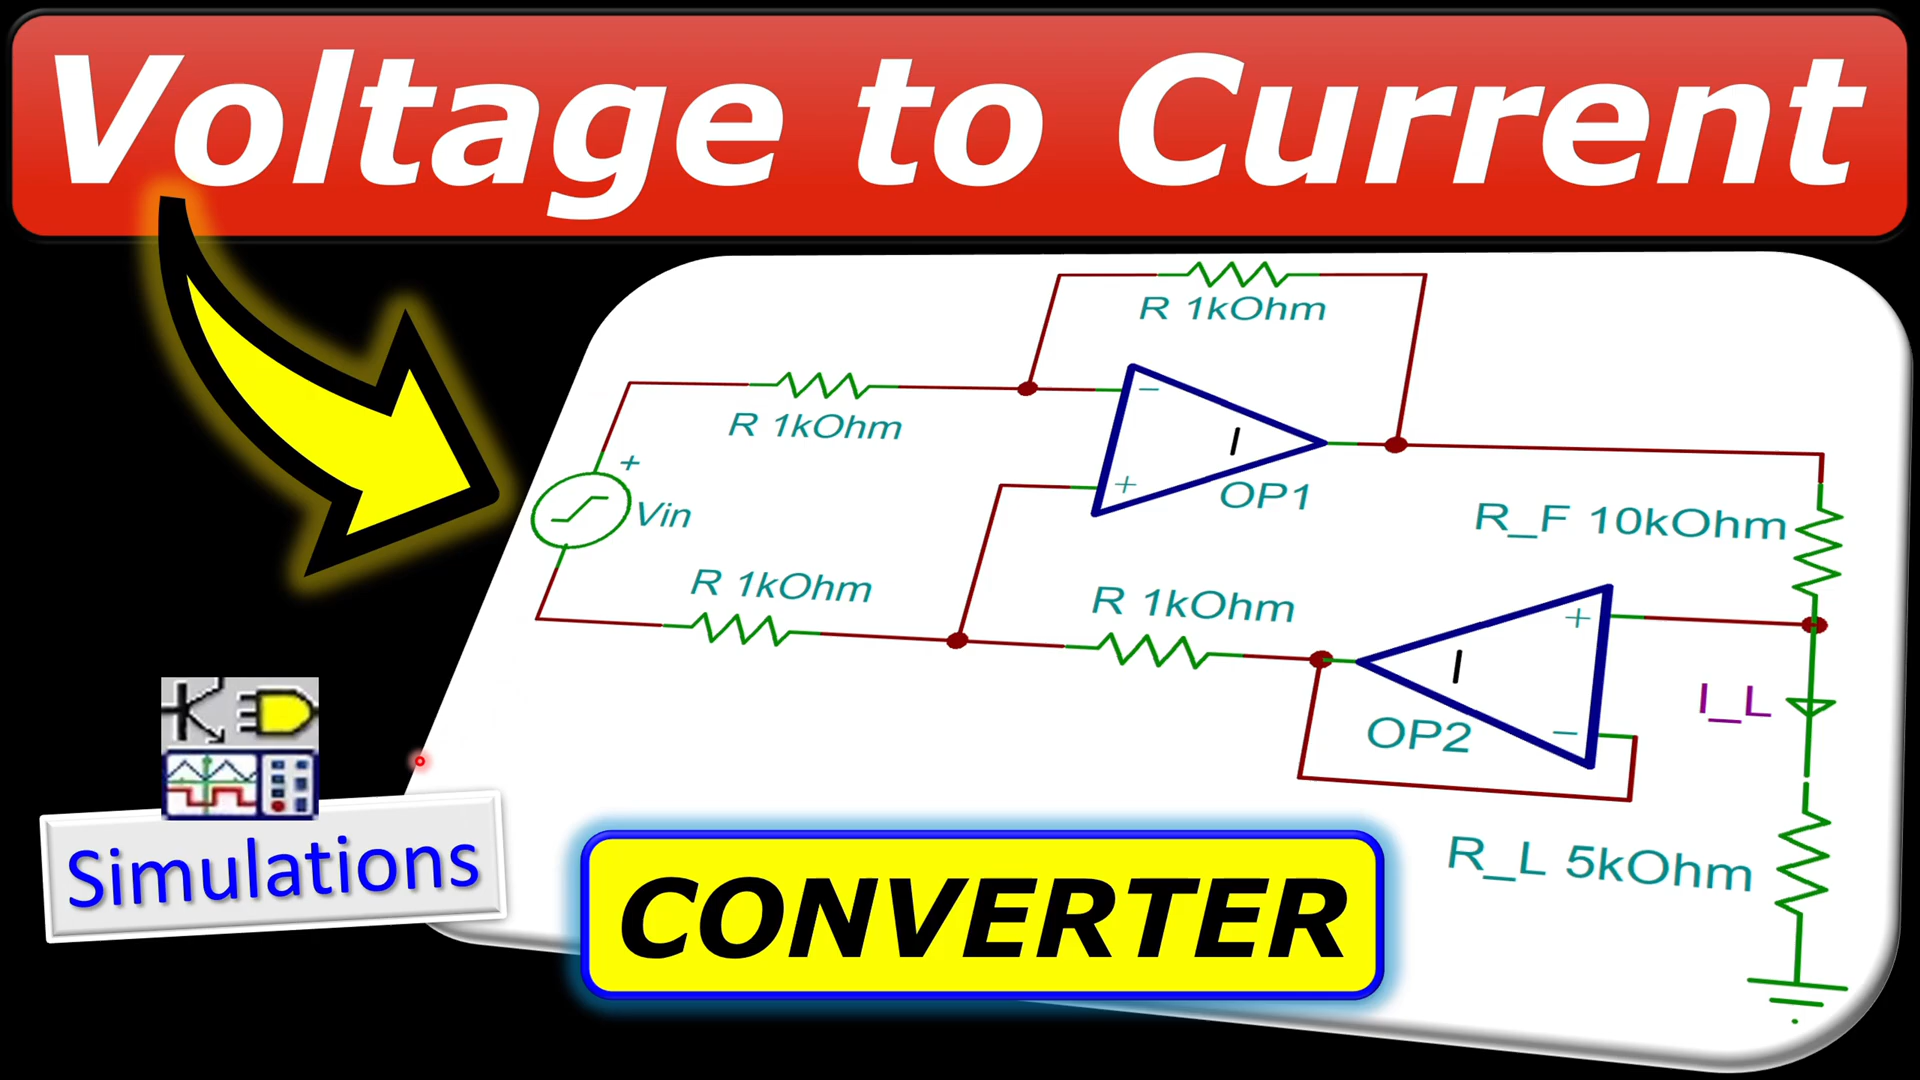 Voltage to Current
R 1kOhm
R 1kOhm
−
I
+
OP1
+
Vin
R_F 10kOhm
R 1kOhm
R 1kOhm
+
I
−
OP2
I_L
R_L 5kOhm
Simulations
CONVERTER